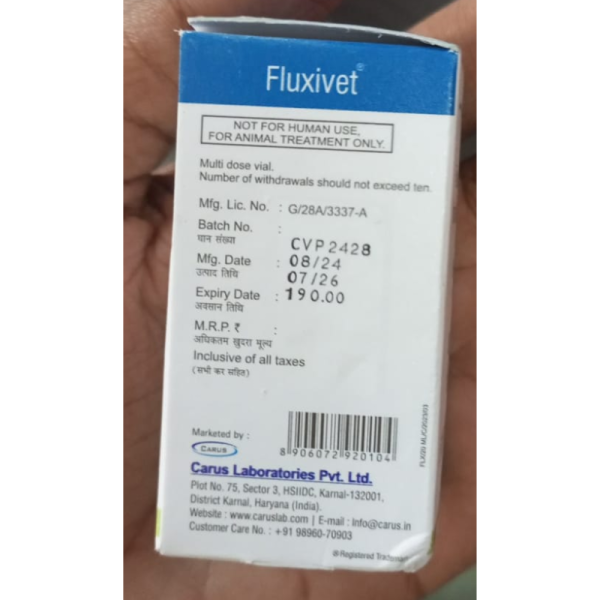 Fluxivet®
NOT FOR HUMAN USE,
FOR ANIMAL TREATMENT ONLY.
Multi dose vial.
Number of withdrawals should not exceed ten.
Mfg. Lic. No. : G/28A/3337-A
Batch No. :
घान संख्या CVP2428
Mfg. Date : 08/24
उत्पाद तिथि 07/26
Expiry Date : 190.00
अवसान तिथि
M.R.P. ₹ :
अधिकतम खुदरा मूल्य
Inclusive of all taxes
(सभी कर सहित)
Marketed by :
CARUS
8 906072 920104
Carus Laboratories Pvt. Ltd.
Plot No. 75, Sector 3, HSIIDC, Karnal-132001,
District Karnal, Haryana (India).
Website : www.caruslab.com | E-mail : Info@carus.in
Customer Care No. : +91 98960-70903
®-Registered